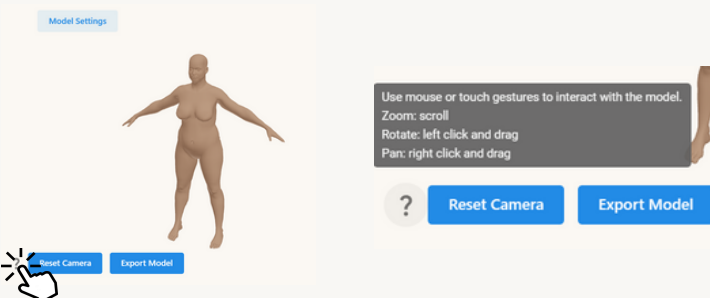 Model Settings
? Reset Camera Export Model
Use mouse or touch gestures to interact with the model.
Zoom: scroll
Rotate: left click and drag
Pan: right click and drag
? Reset Camera Export Model